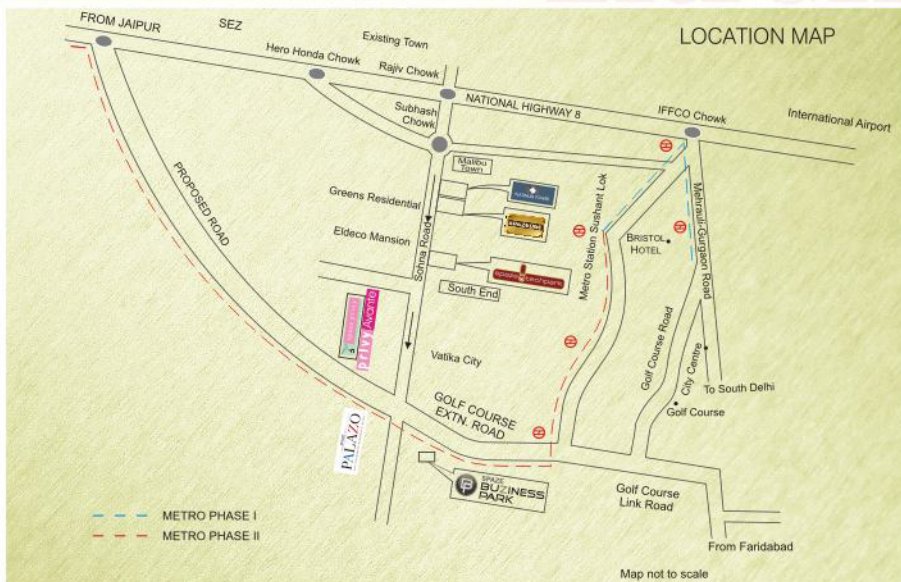 LOCATION MAP
FROM JAIPUR
SEZ
Existing Town
Hero Honda Chowk
Rajiv Chowk
NATIONAL HIGHWAY 8
IFFCO Chowk
International Airport
Subhash
Chowk
Malibu
Town
Greens Residential
Eldeco Mansion
Sohna Road
PROPOSED ROAD
spaze i techpark
South End
Metro Station Sushant Lok
BRISTOL
HOTEL
Mehrauli-Gurgaon Road
privy Avante
Vatika City
Golf Course Road
City Centre
To South Delhi
Golf Course
GOLF COURSE
EXTN. ROAD
PALAZO
SPAZE
BUZINESS
PARK
Golf Course
Link Road
METRO PHASE I
METRO PHASE II
From Faridabad
Map not to scale